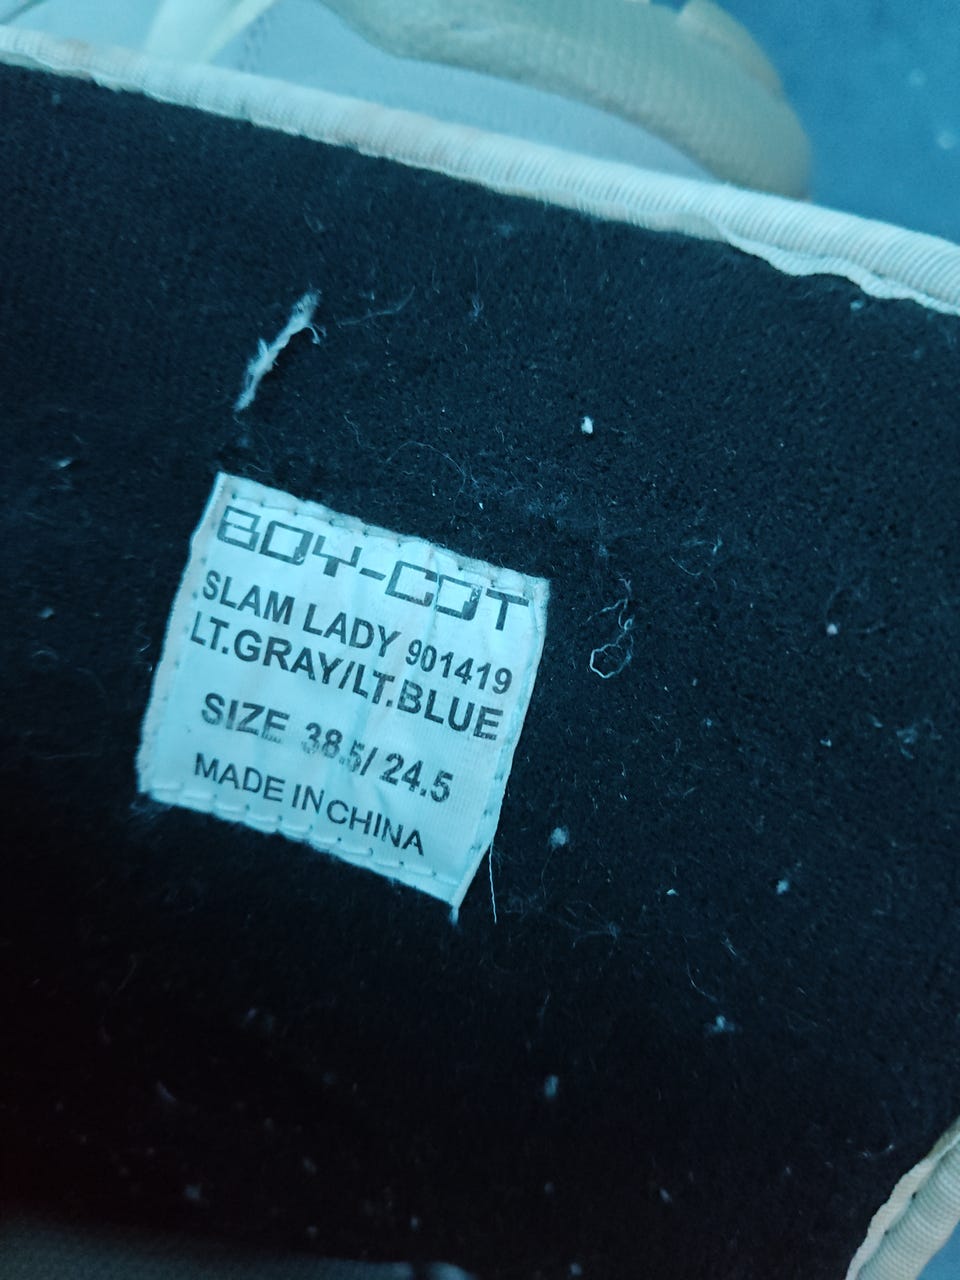 BOY-COT
SLAM LADY 901419
LT.GRAY/LT.BLUE
SIZE 38.5/24.5
MADE IN CHINA